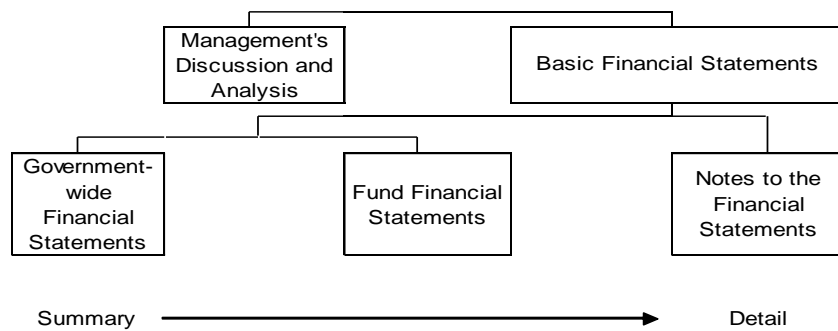 Management's
Discussion and
Analysis
Basic Financial Statements
Government-
wide
Financial
Statements
Fund Financial
Statements
Notes to the
Financial
Statements
Summary
Detail